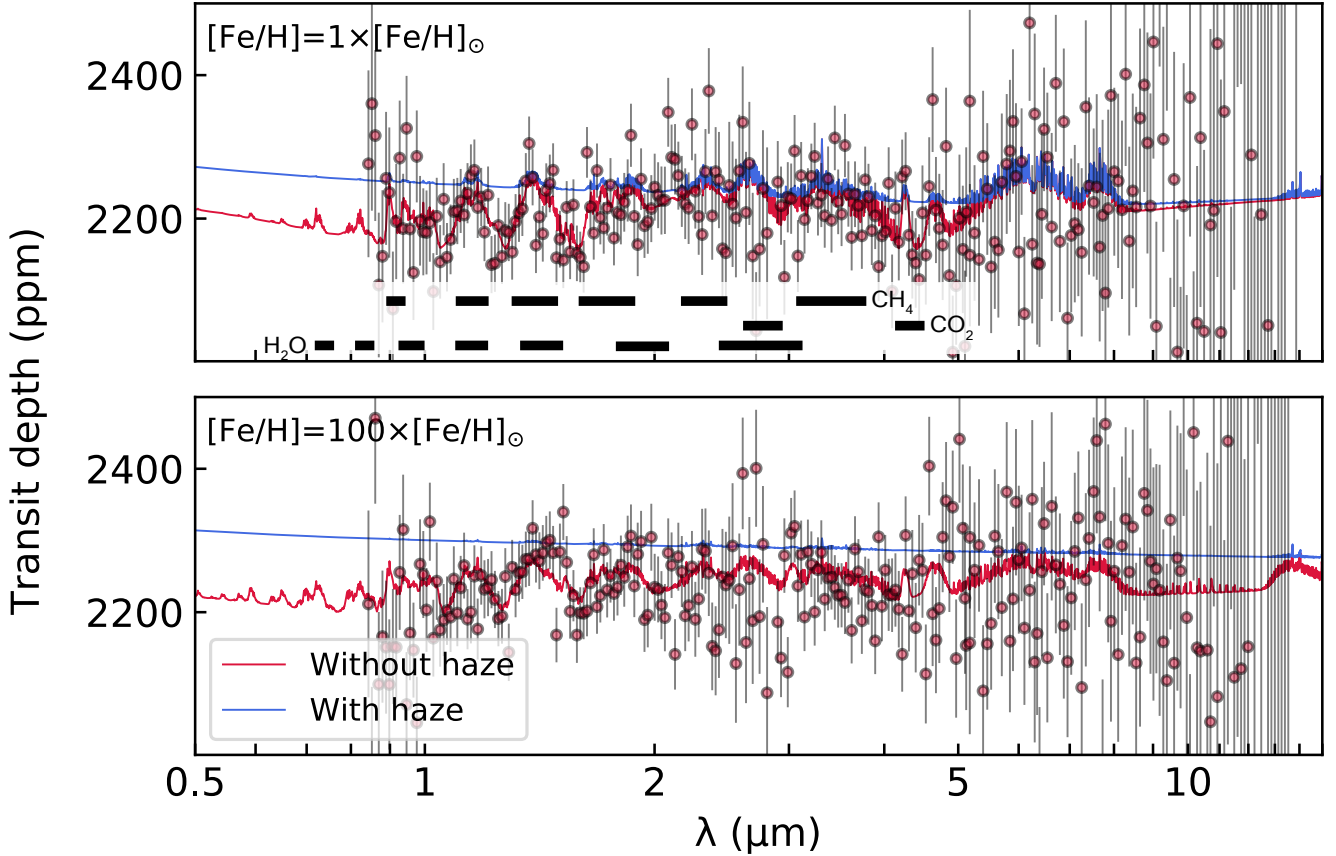 [Fe/H]=1×[Fe/H]⊙
2400
2200
CH₄
CO₂
H₂O
Transit depth (ppm)
[Fe/H]=100×[Fe/H]⊙
2400
2200
Without haze
With haze
0.5 1 2 5 10
λ (μm)